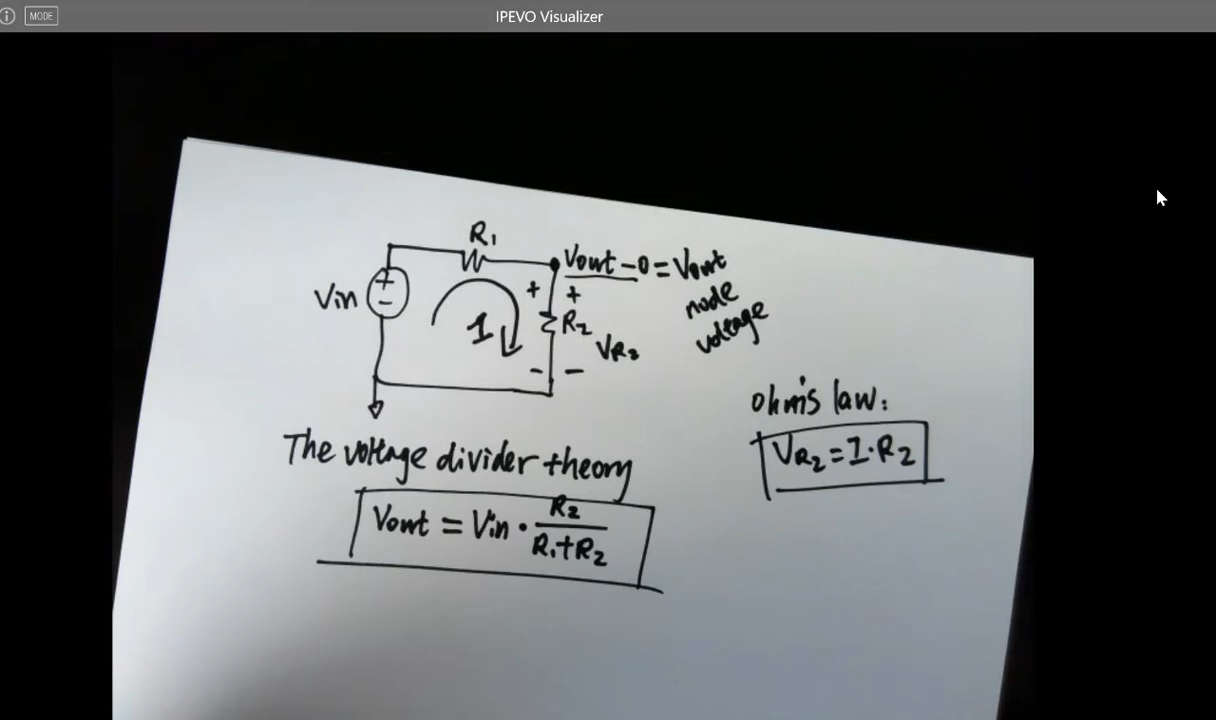 MODE
IPEVO Visualizer
R₁
Vout - 0 = Vout
node
voltage
Vin
+
-
+
+
I
R₂
VR₂
-
-
ohm's law:
VR₂ = I·R₂
The voltage divider theory
Vout = Vin · R₂
R₁+R₂